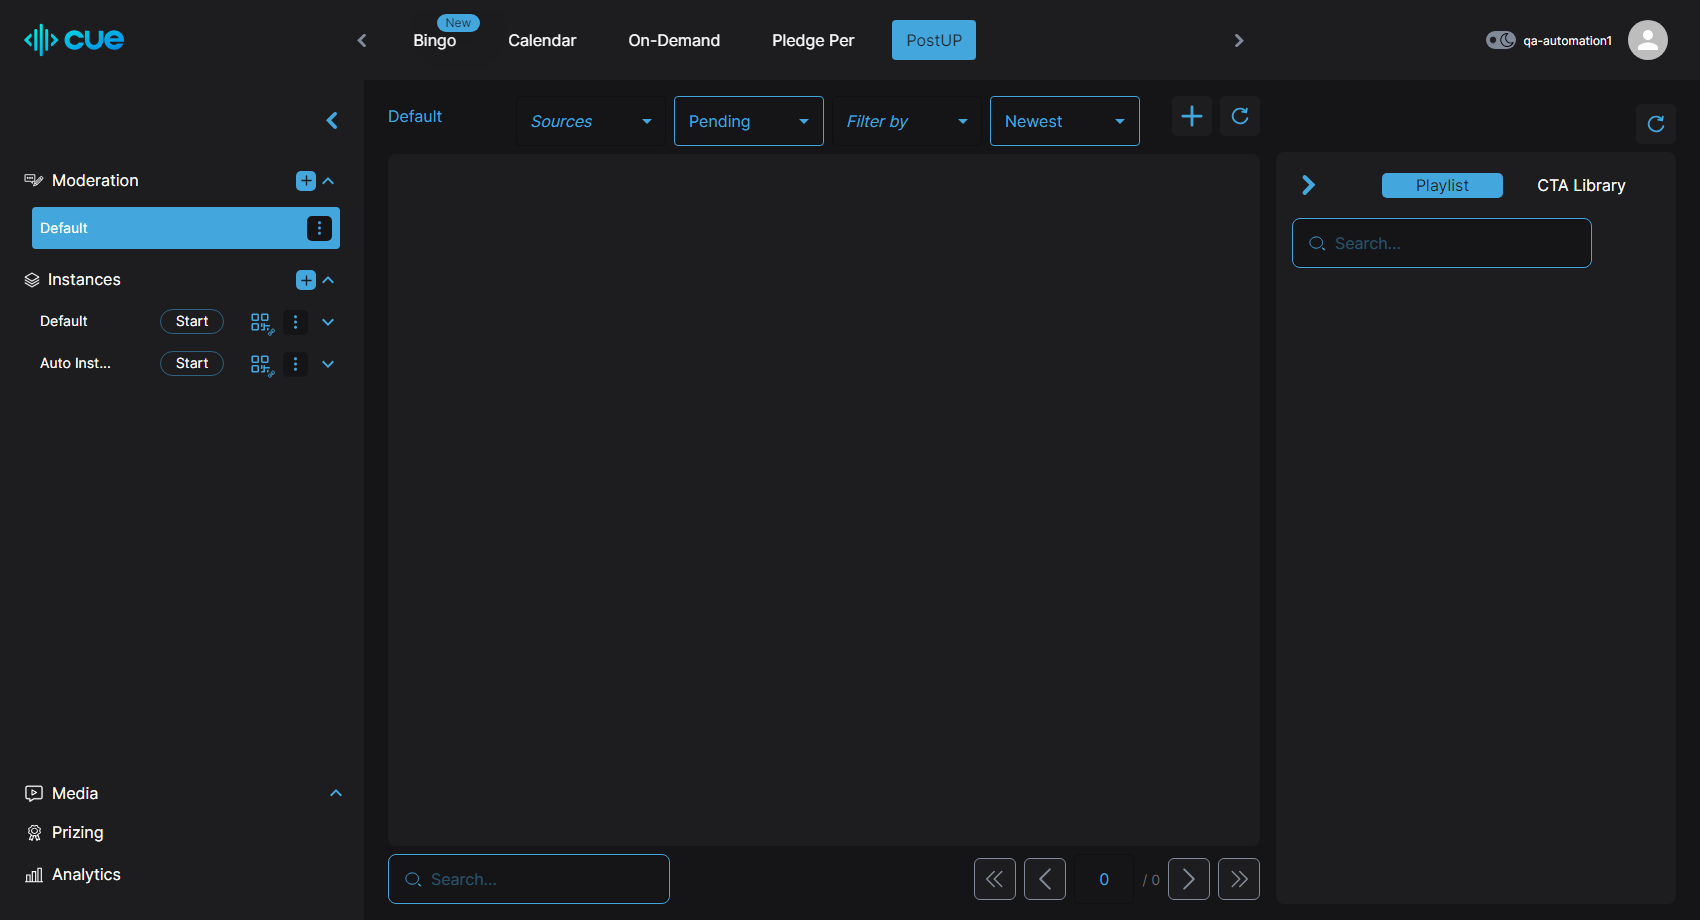 cue
New
Bingo
Calendar
On-Demand
Pledge Per
PostUP
qa-automation1
Default
Sources
Pending
Filter by
Newest
Moderation
Default
Instances
Default
Start
Auto Inst...
Start
Playlist
CTA Library
Search...
Media
Prizing
Analytics
Search...
0
/ 0